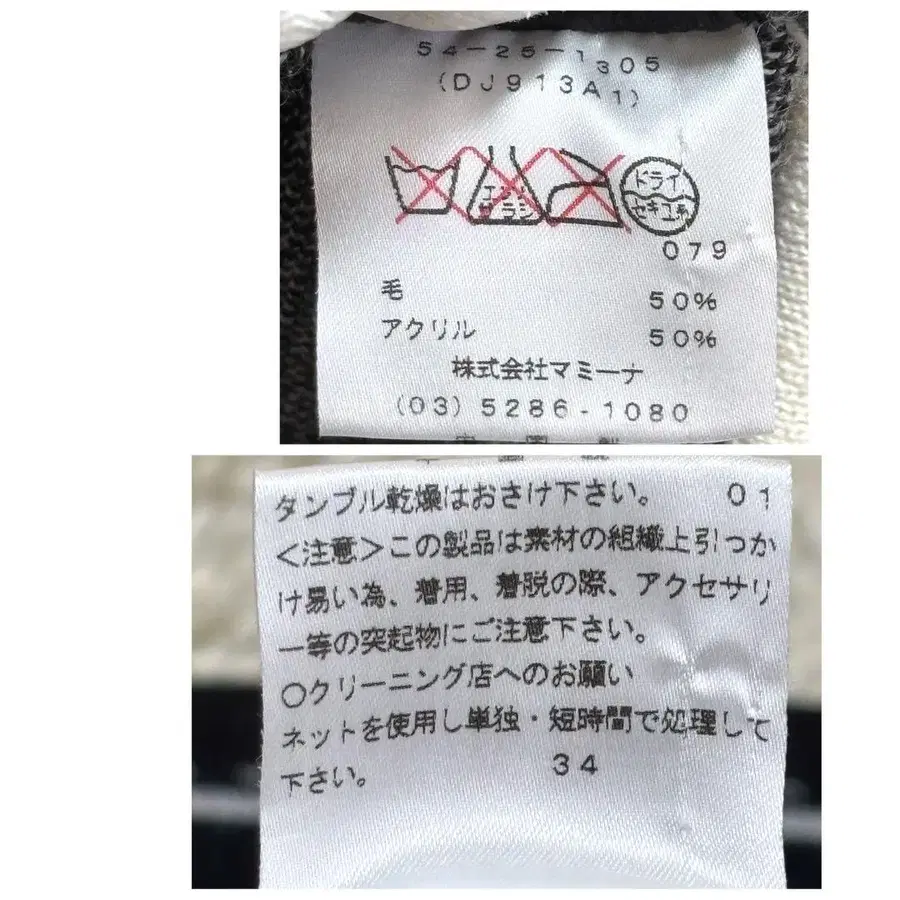 54-25-1305
(DJ913A1)
エンソ
サラシ
ドライ
セキユ系
079
毛 50%
アクリル 50%
株式会社マミーナ
(03)5286-1080
タンブル乾燥はおさけ下さい。 01
<注意>この製品は素材の組織上引っか
け易い為、着用、着脱の際、アクセサリ
ー等の突起物にご注意下さい。
○クリーニング店へのお願い
ネットを使用し単独・短時間で処理して
下さい。 34